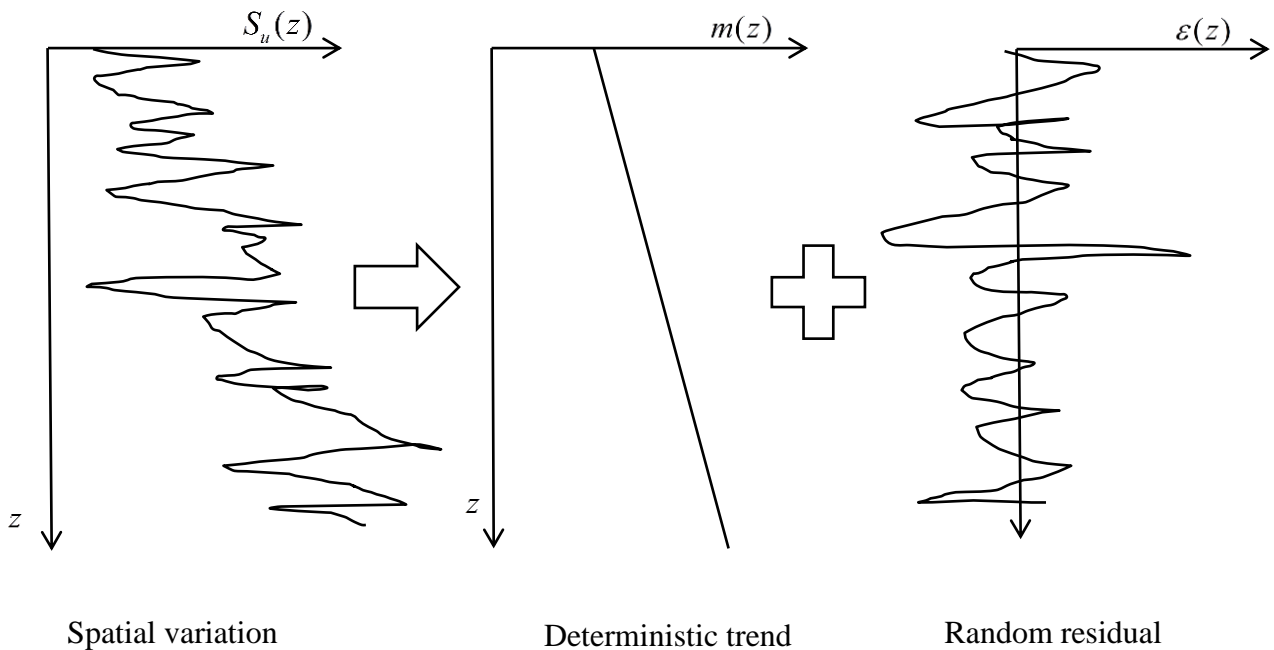 S_u(z)
m(z)
ε(z)
z
z
Spatial variation
Deterministic trend
Random residual